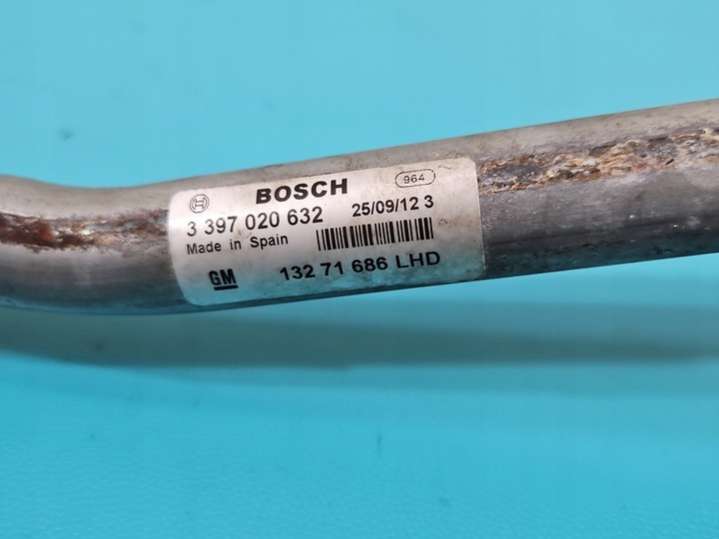 BOSCH 964
3 397 020 632 25/09/12 3
Made in Spain
GM 132 71 686 LHD